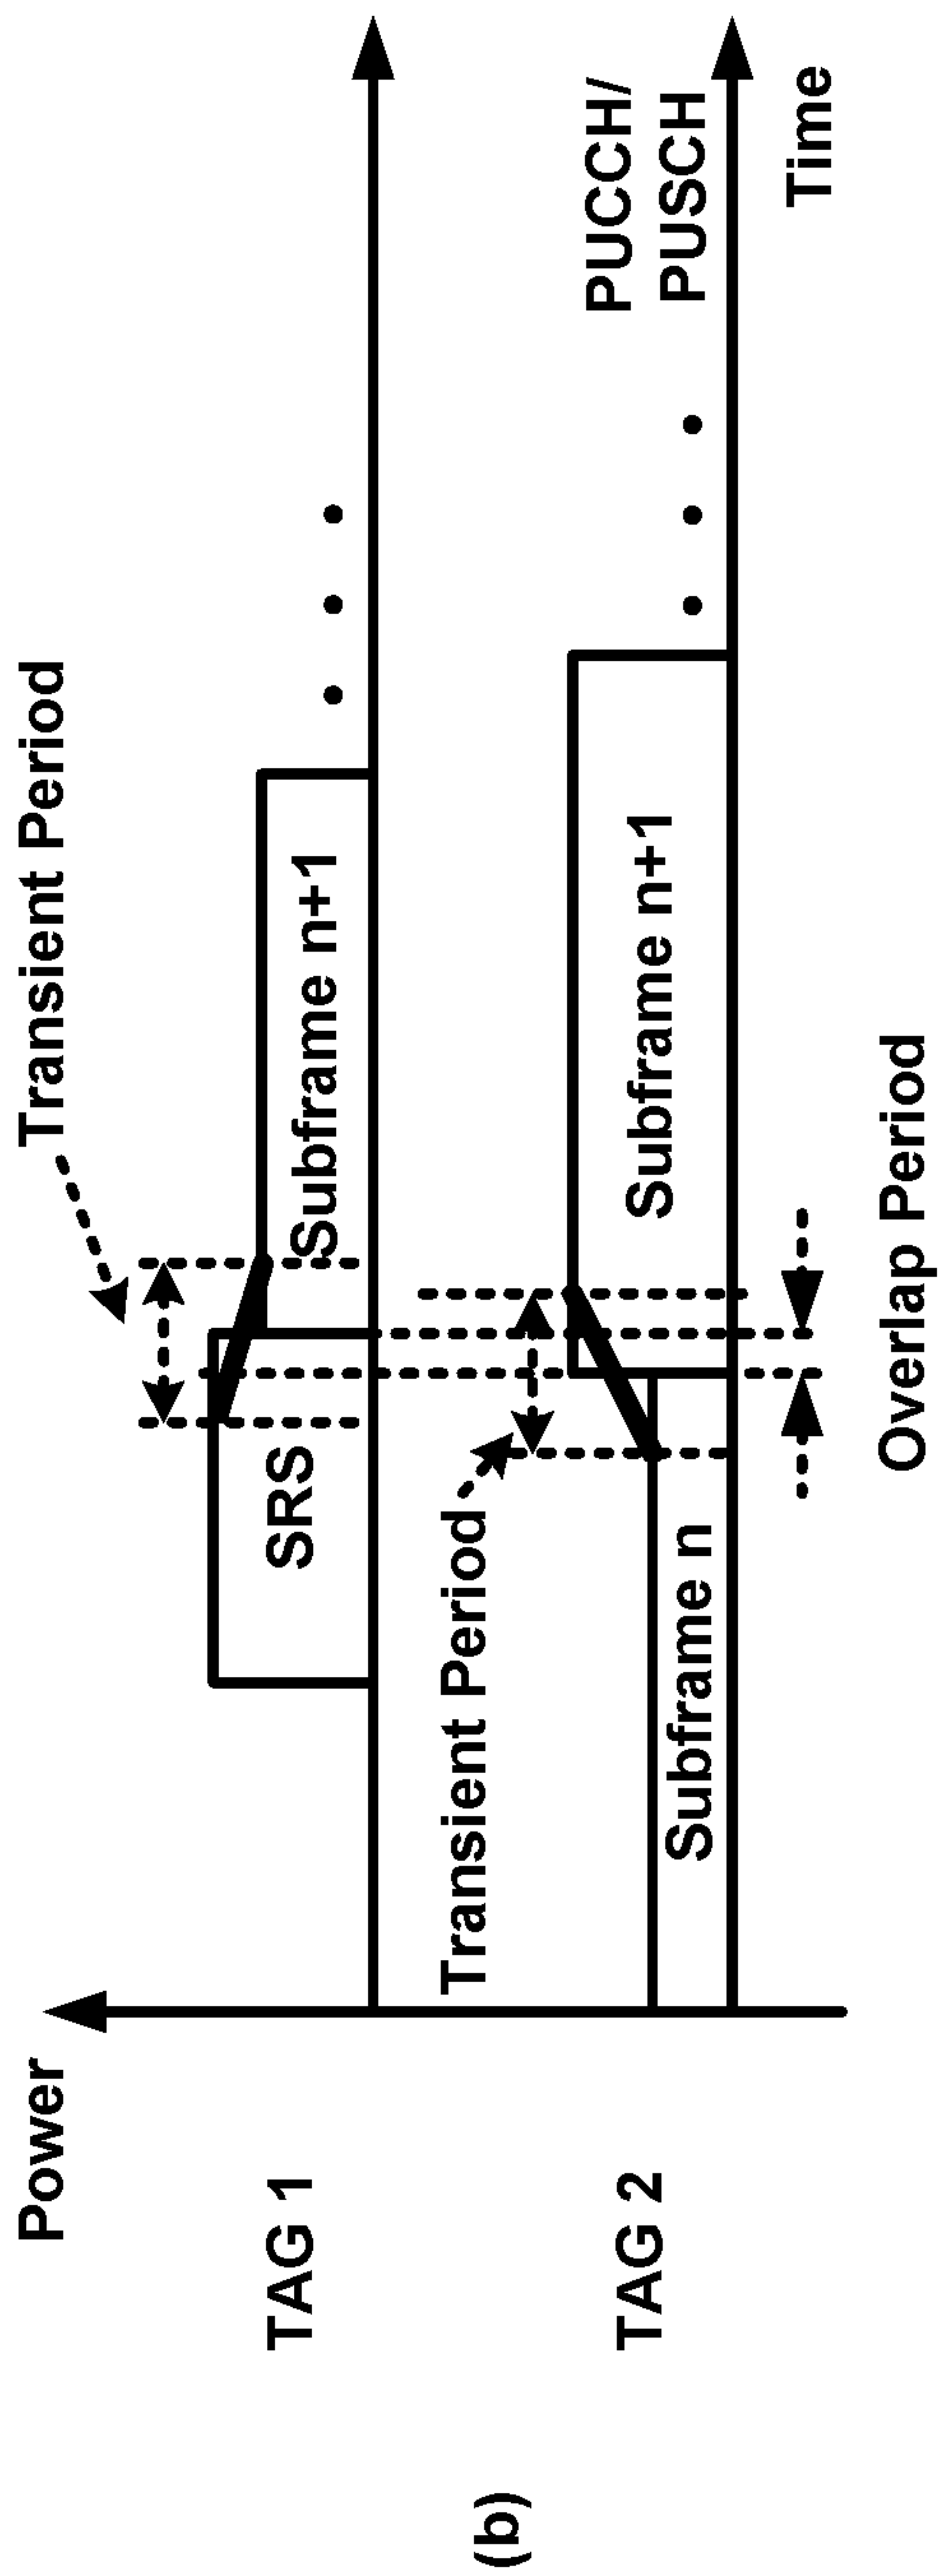 Power
Transient Period
TAG 1
SRS
Subframe n+1
Transient Period
PUCCH/
PUSCH
TAG 2
Subframe n
Subframe n+1
Time
Overlap Period
(b)